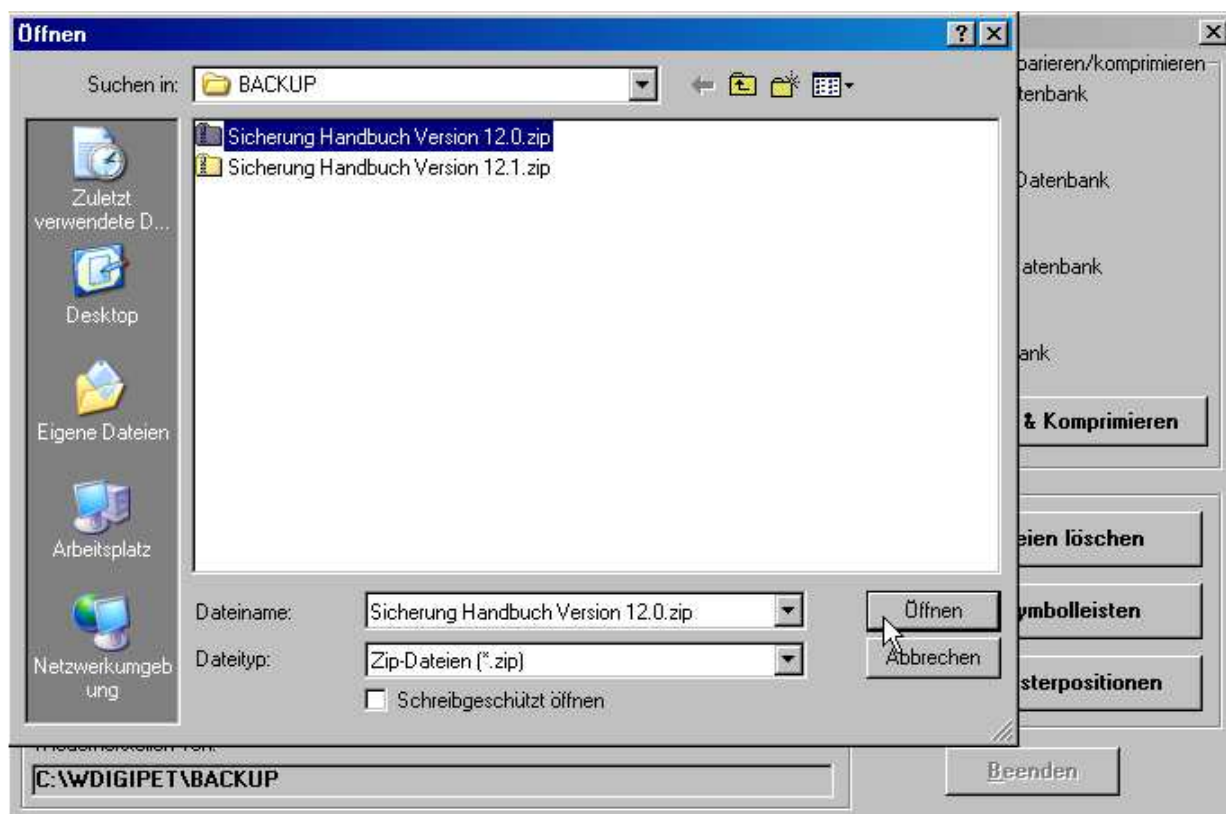 Öffnen
Suchen in:
BACKUP
Zuletzt
verwendete D...
Desktop
Eigene Dateien
Arbeitsplatz
Netzwerkumgeb
ung
Sicherung Handbuch Version 12.0.zip
Sicherung Handbuch Version 12.1.zip
Dateiname:
Sicherung Handbuch Version 12.0.zip
Öffnen
Dateityp:
Zip-Dateien (*.zip)
Abbrechen
Schreibgeschützt öffnen
parieren/komprimieren
tenbank
Datenbank
atenbank
ank
& Komprimieren
eien löschen
ymbolleisten
sterpositionen
C:\WDIGIPET\BACKUP
Beenden